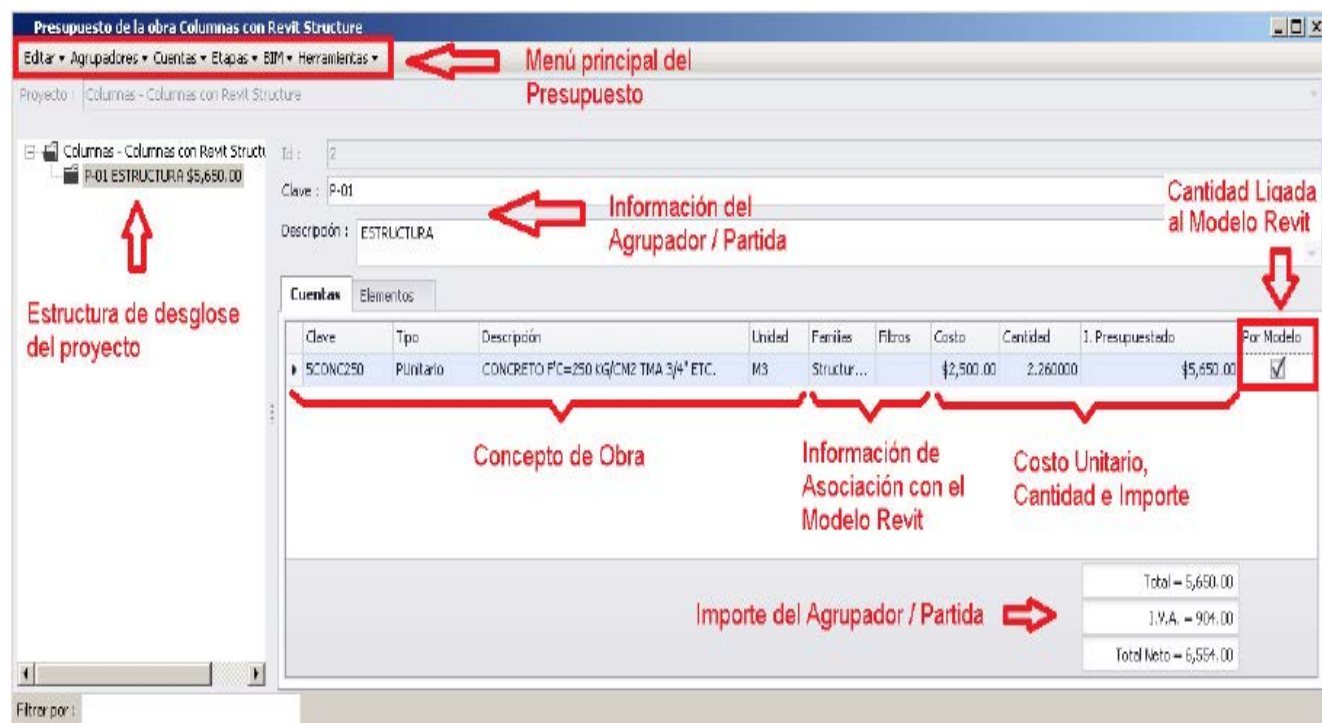 Presupuesto de la obra Columnas con Revit Structure
Editar Agrupadores Cuentas Etapas BIM Herramientas
Menú principal del
Presupuesto
Proyecto : Columnas - Columnas con Revit Structure
Columnas - Columnas con Revit Structu
P-01 ESTRUCTURA $5,650.00
Id : 2
Clave : P-01
Descripción : ESTRUCTURA
Información del
Agrupador / Partida
Cantidad Ligada
al Modelo Revit
Estructura de desglose
del proyecto
Cuentas Elementos
Clave Tipo Descripción Unidad Familias Filtros Costo Cantidad I. Presupuestado Por Modelo
5CONC250 PUnitario CONCRETO F'C=250 KG/CM2 TMA 3/4" ETC. M3 Structur... $2,500.00 2.260000 $5,650.00
Concepto de Obra
Información de
Asociación con el
Modelo Revit
Costo Unitario,
Cantidad e Importe
Importe del Agrupador / Partida
Total = 5,650.00
I.V.A. = 904.00
Total Neto = 6,554.00
Filtrar por :